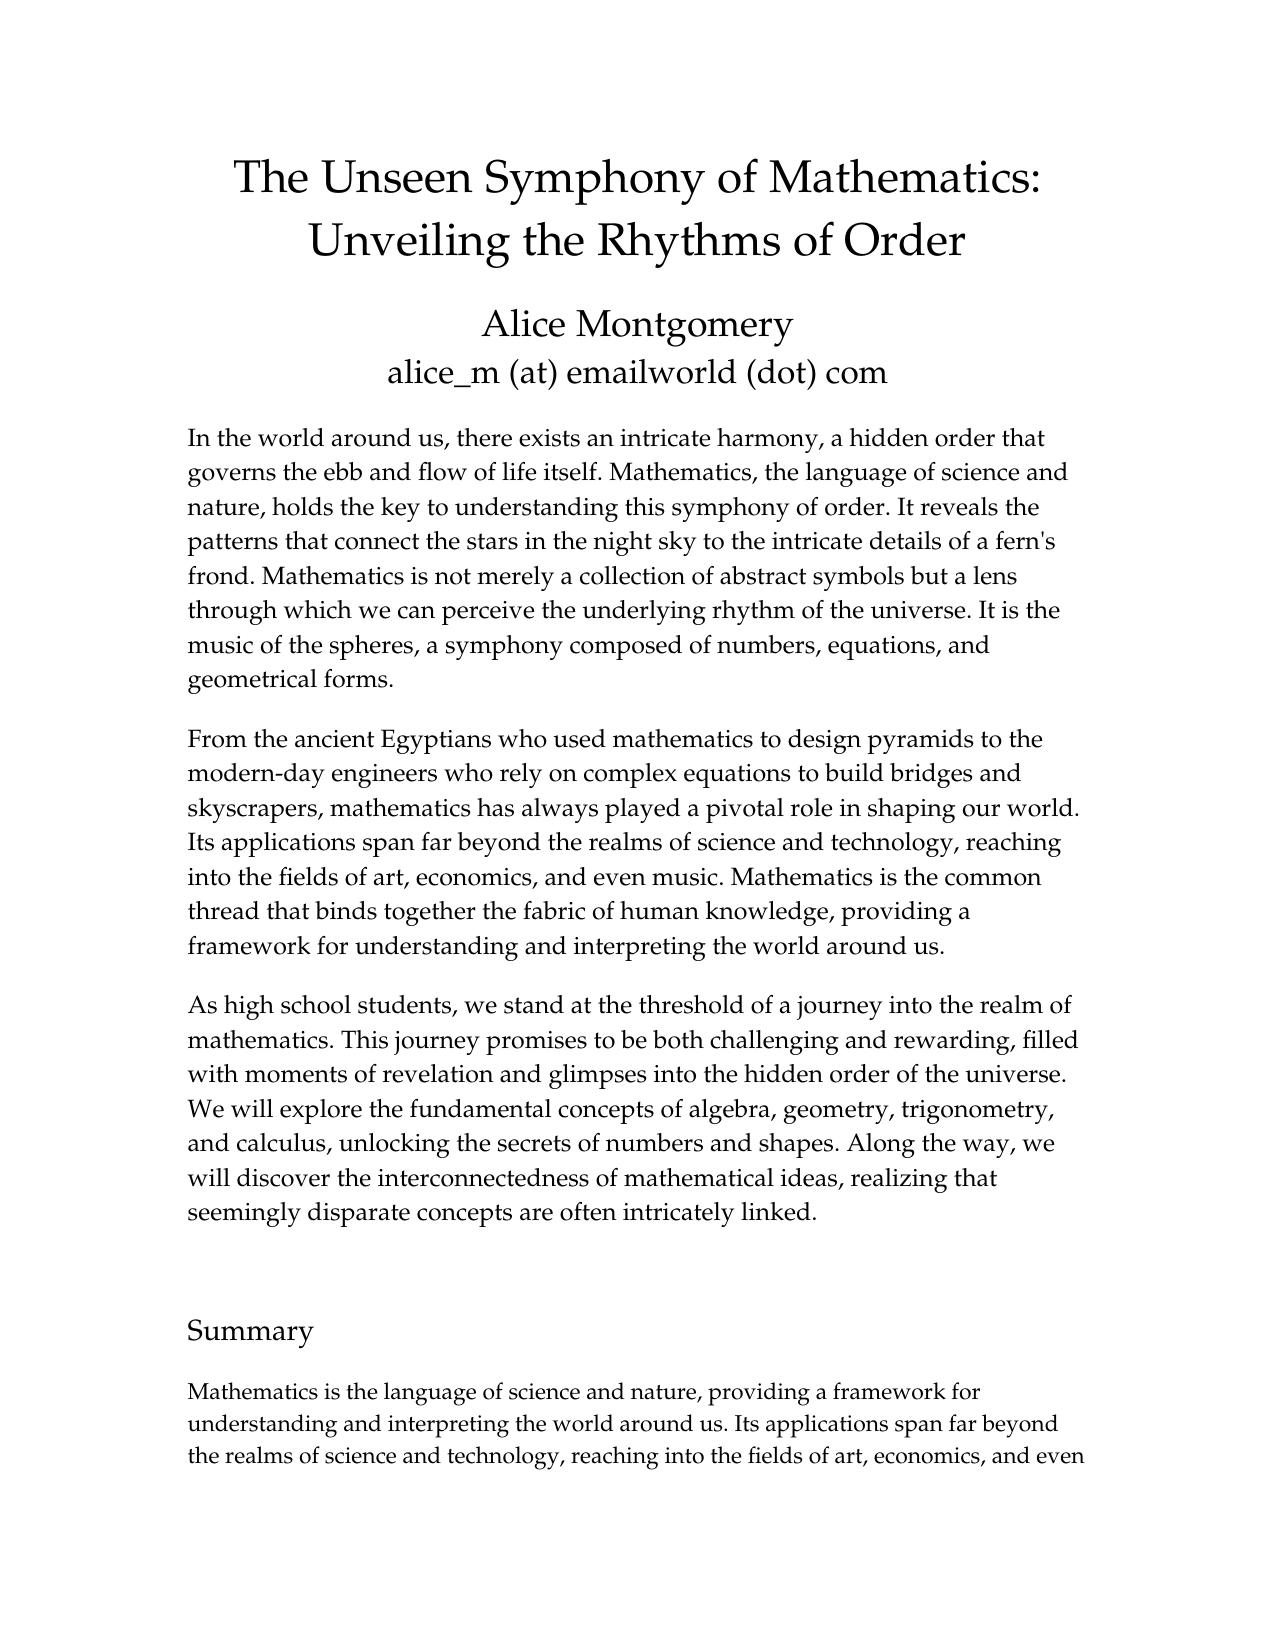 The Unseen Symphony of Mathematics:
Unveiling the Rhythms of Order
Alice Montgomery
alice_m (at) emailworld (dot) com
In the world around us, there exists an intricate harmony, a hidden order that
governs the ebb and flow of life itself. Mathematics, the language of science and
nature, holds the key to understanding this symphony of order. It reveals the
patterns that connect the stars in the night sky to the intricate details of a fern's
frond. Mathematics is not merely a collection of abstract symbols but a lens
through which we can perceive the underlying rhythm of the universe. It is the
music of the spheres, a symphony composed of numbers, equations, and
geometrical forms.
From the ancient Egyptians who used mathematics to design pyramids to the
modern-day engineers who rely on complex equations to build bridges and
skyscrapers, mathematics has always played a pivotal role in shaping our world.
Its applications span far beyond the realms of science and technology, reaching
into the fields of art, economics, and even music. Mathematics is the common
thread that binds together the fabric of human knowledge, providing a
framework for understanding and interpreting the world around us.
As high school students, we stand at the threshold of a journey into the realm of
mathematics. This journey promises to be both challenging and rewarding, filled
with moments of revelation and glimpses into the hidden order of the universe.
We will explore the fundamental concepts of algebra, geometry, trigonometry,
and calculus, unlocking the secrets of numbers and shapes. Along the way, we
will discover the interconnectedness of mathematical ideas, realizing that
seemingly disparate concepts are often intricately linked.
Summary
Mathematics is the language of science and nature, providing a framework for
understanding and interpreting the world around us. Its applications span far beyond
the realms of science and technology, reaching into the fields of art, economics, and even